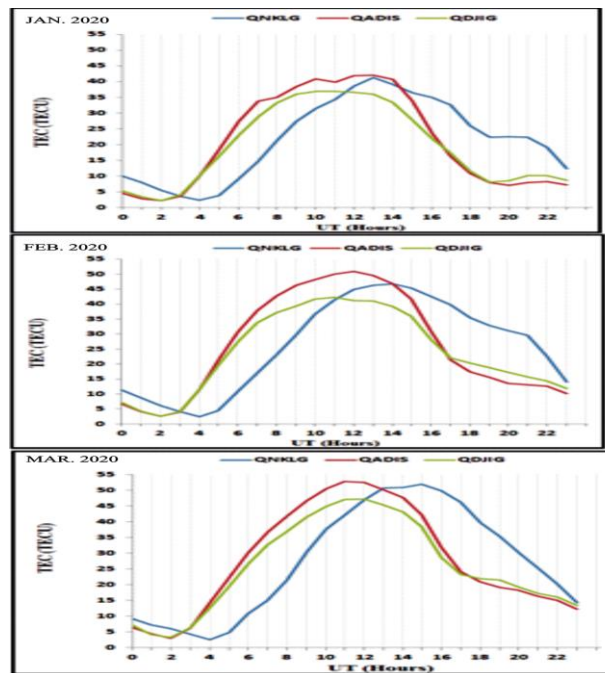 JAN. 2020
QNKLG QADIS QDJIG
TEC(TECU)
55
50
45
40
35
30
25
20
15
10
5
0
0 2 4 6 8 10 12 14 16 18 20 22
UT (Hours)
FEB. 2020
QNKLG QADIS QDJIG
TEC(TECU)
55
50
45
40
35
30
25
20
15
10
5
0
0 2 4 6 8 10 12 14 16 18 20 22
UT (Hours)
MAR. 2020
QNKLG QADIS QDJIG
TEC(TECU)
55
50
45
40
35
30
25
20
15
10
5
0
0 2 4 6 8 10 12 14 16 18 20 22
UT (Hours)